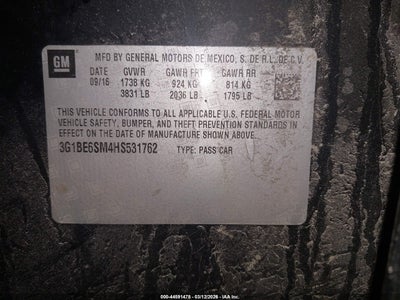 GM
MFD BY GENERAL MOTORS DE MEXICO, S. DE R.L. DE C.V.
DATE GVWR GAWR FRT GAWR RR
09/16 1738 KG 924 KG 814 KG
3831 LB 2036 LB 1795 LB
THIS VEHICLE CONFORMS TO ALL APPLICABLE U.S. FEDERAL MOTOR
VEHICLE SAFETY, BUMPER, AND THEFT PREVENTION STANDARDS
IN EFFECT ON THE DATE OF MANUFACTURE SHOWN ABOVE.
3G1BE6SM4HS531762 TYPE: PASS CAR
000-44591478 - 03/12/2026 - IAA Inc.